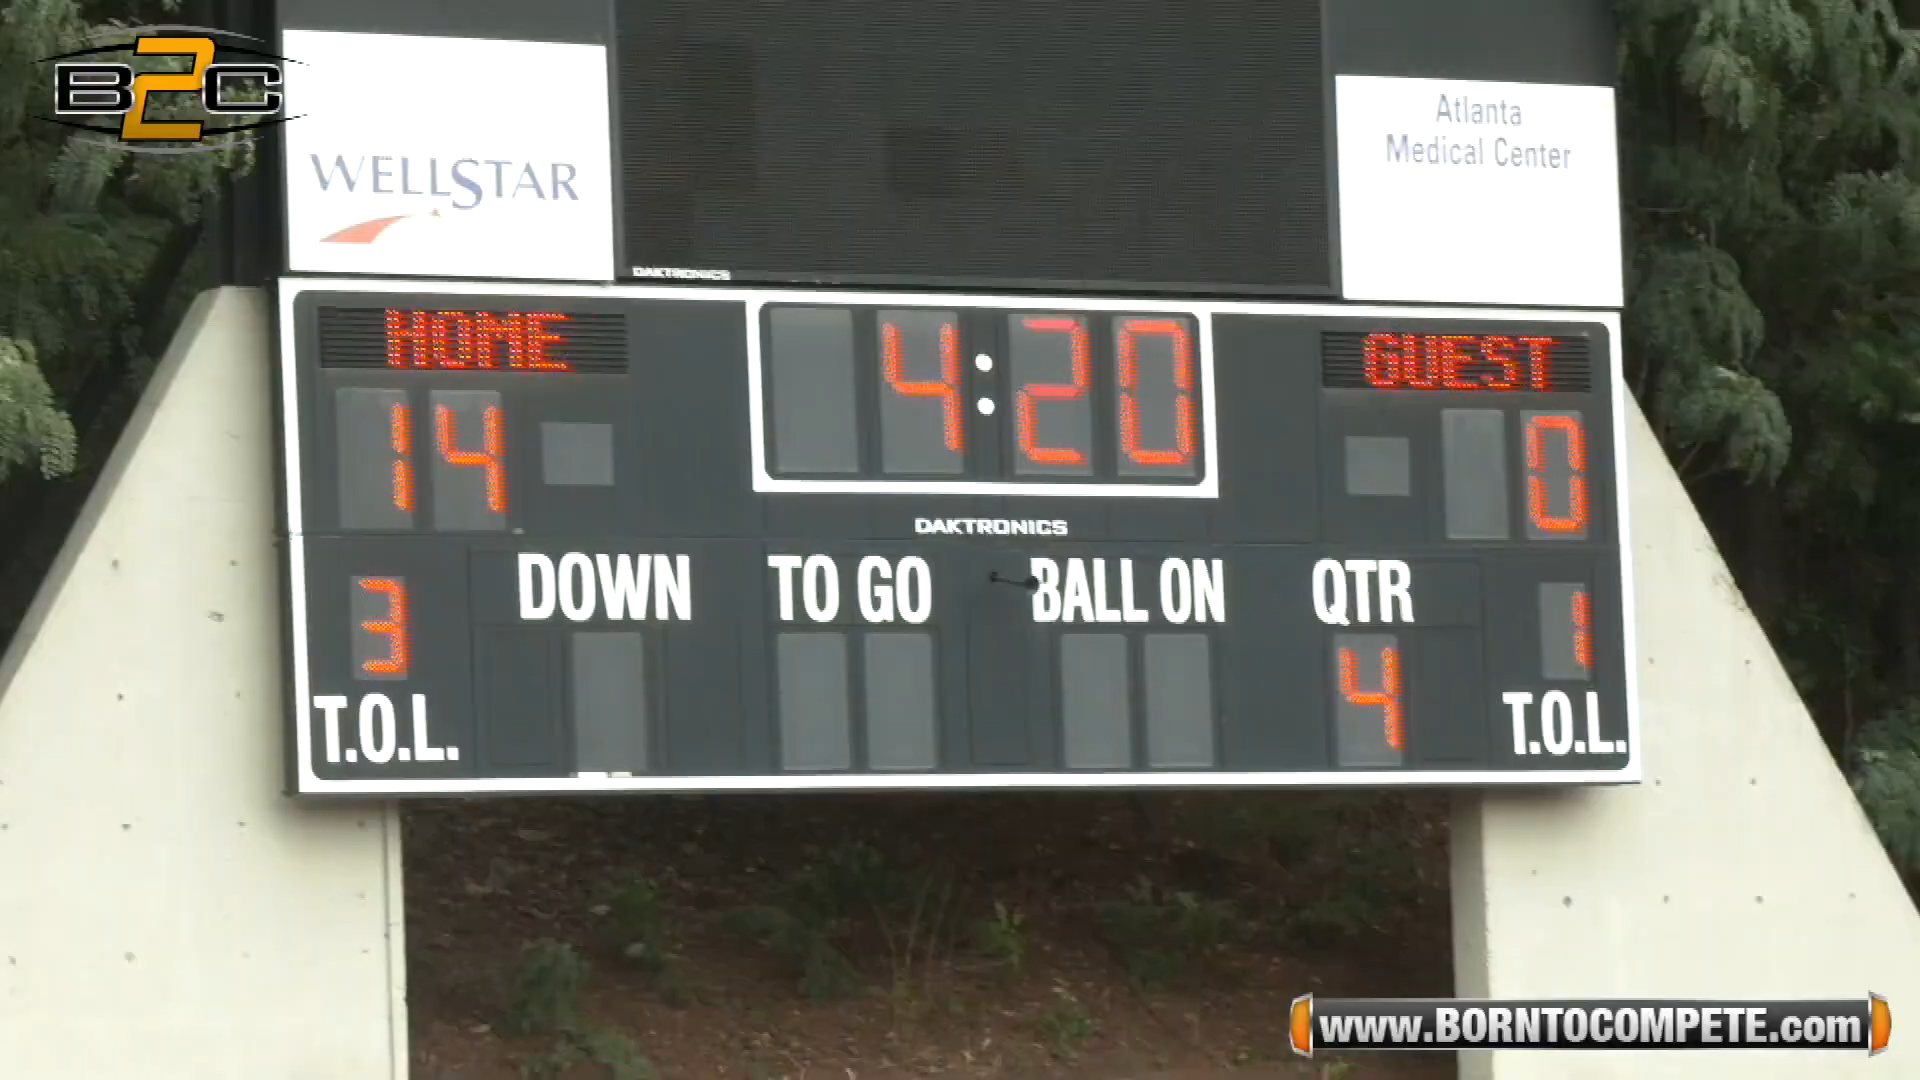 B2C
WELLSTAR
Atlanta
Medical Center
DAKTRONICS
HOME
4:20
GUEST
14
0
DAKTRONICS
DOWN
TO GO
BALL ON
QTR
3
1
4
T.O.L.
T.O.L.
www.BORNTOCOMPETE.com